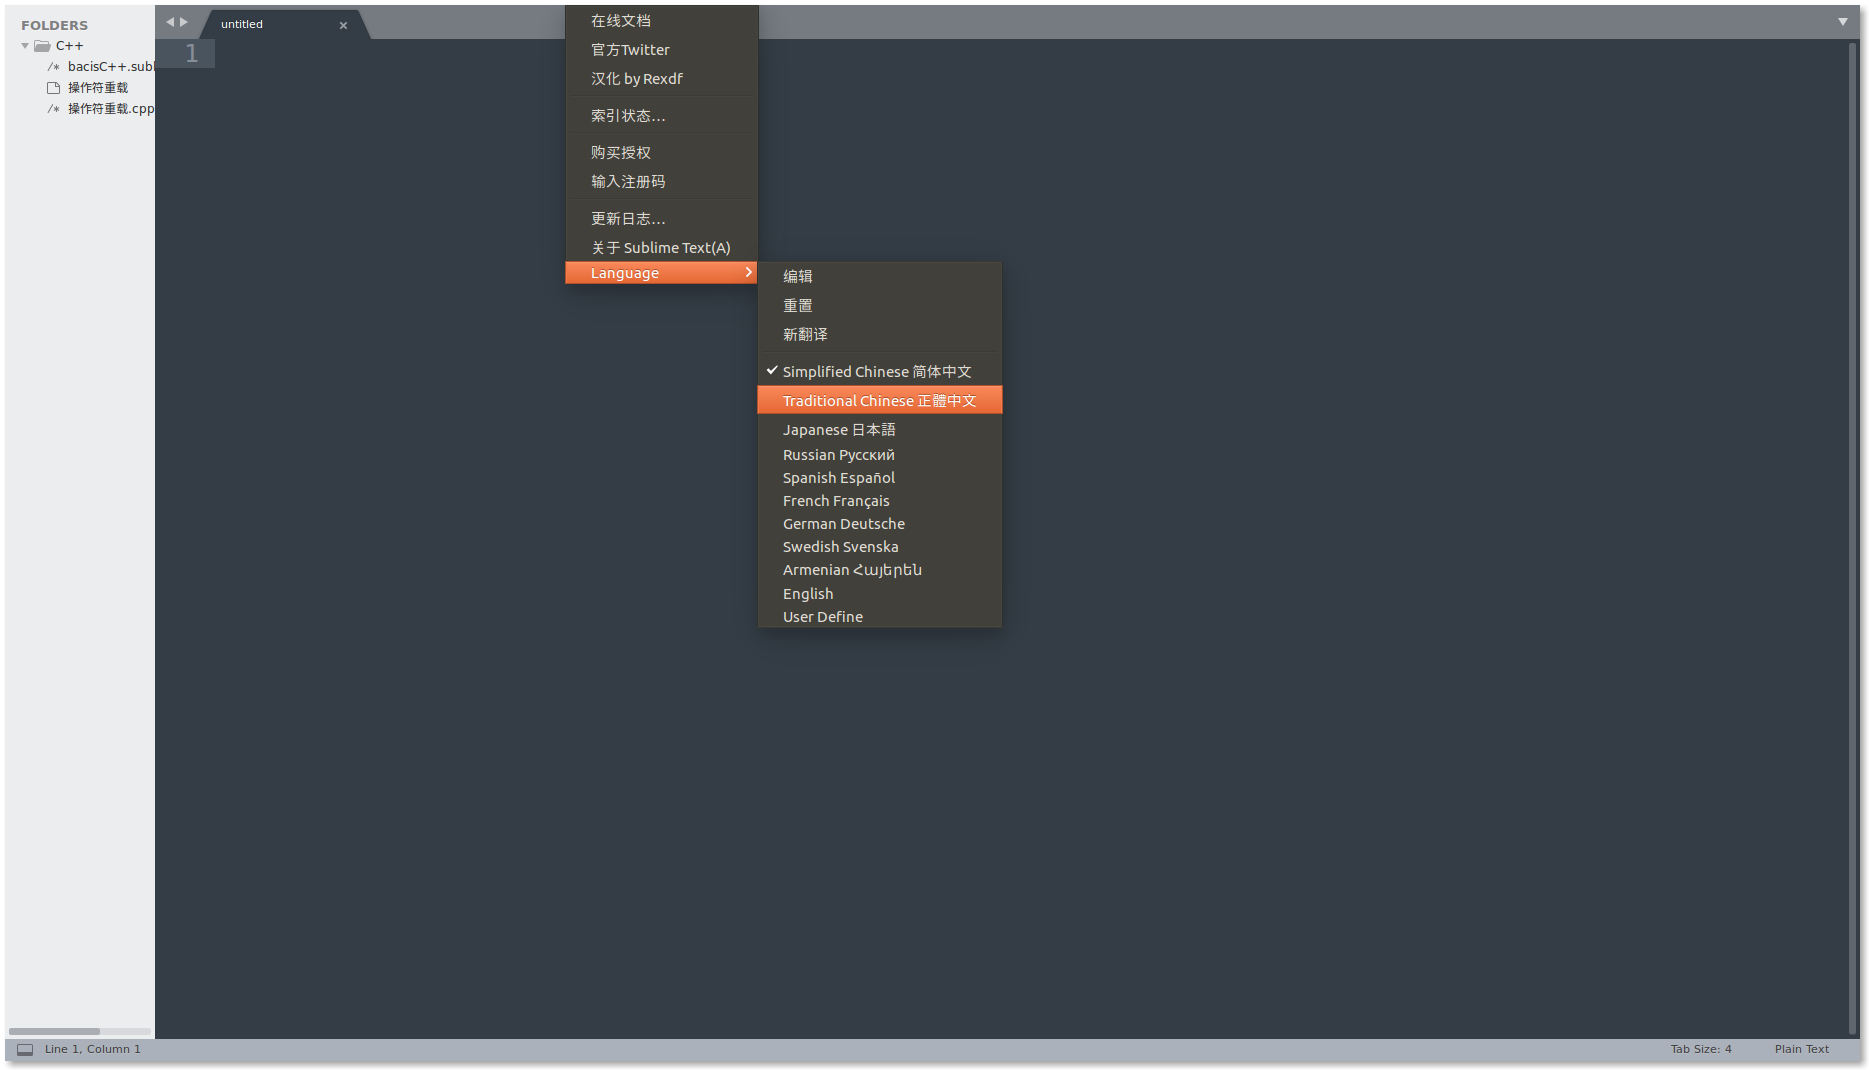 FOLDERS
C++
bacisC++.subl
操作符重载
操作符重载.cpp
untitled
1
在线文档
官方Twitter
汉化 by Rexdf
索引状态...
购买授权
输入注册码
更新日志...
关于 Sublime Text(A)
Language
编辑
重置
新翻译
Simplified Chinese 简体中文
Traditional Chinese 正體中文
Japanese 日本語
Russian Русский
Spanish Español
French Français
German Deutsche
Swedish Svenska
Armenian Հայերեն
English
User Define
Line 1, Column 1
Tab Size: 4
Plain Text